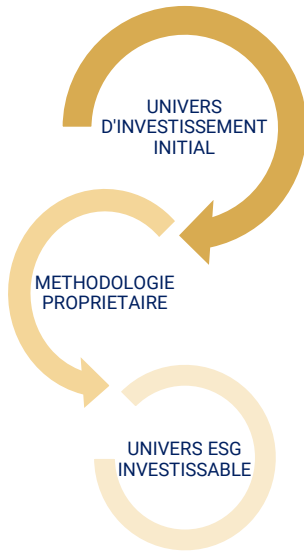 UNIVERS
D'INVESTISSEMENT
INITIAL
METHODOLOGIE
PROPRIETAIRE
UNIVERS ESG
INVESTISSABLE